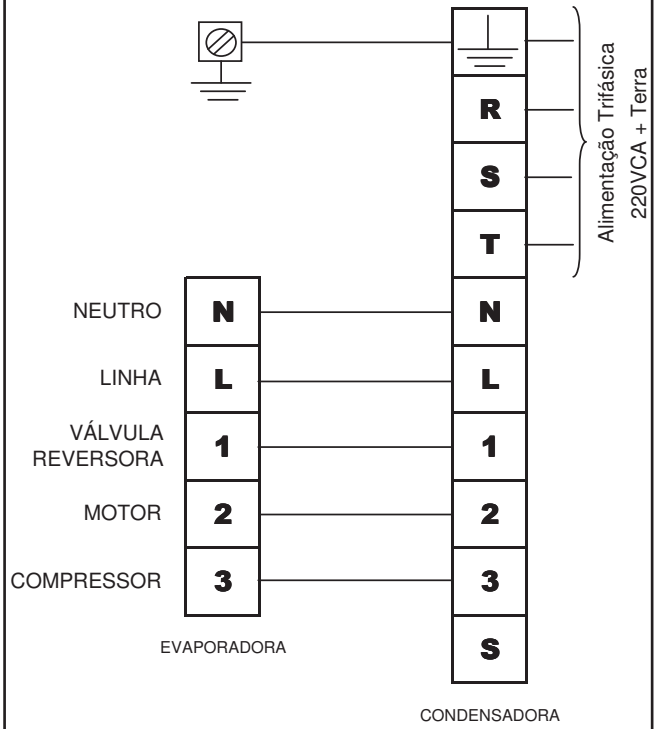 R
S
T
Alimentação Trifásica
220VCA + Terra
NEUTRO N N
LINHA L L
VÁLVULA
REVERSORA 1 1
MOTOR 2 2
COMPRESSOR 3 3
EVAPORADORA
S
CONDENSADORA